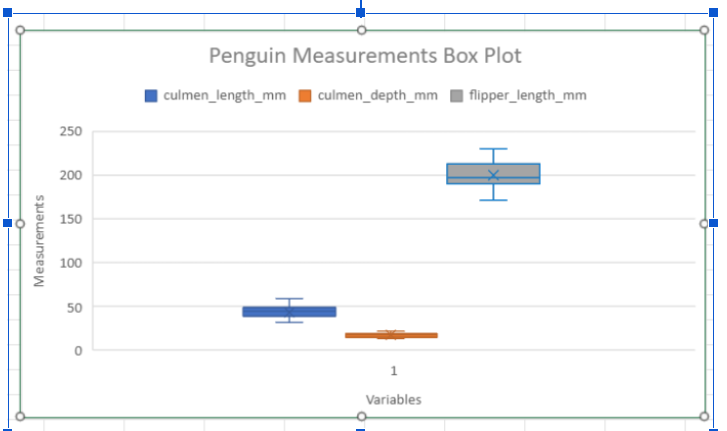 Penguin Measurements Box Plot
culmen_length_mm culmen_depth_mm flipper_length_mm
250
200
150
100
50
0
Measurements
1
Variables